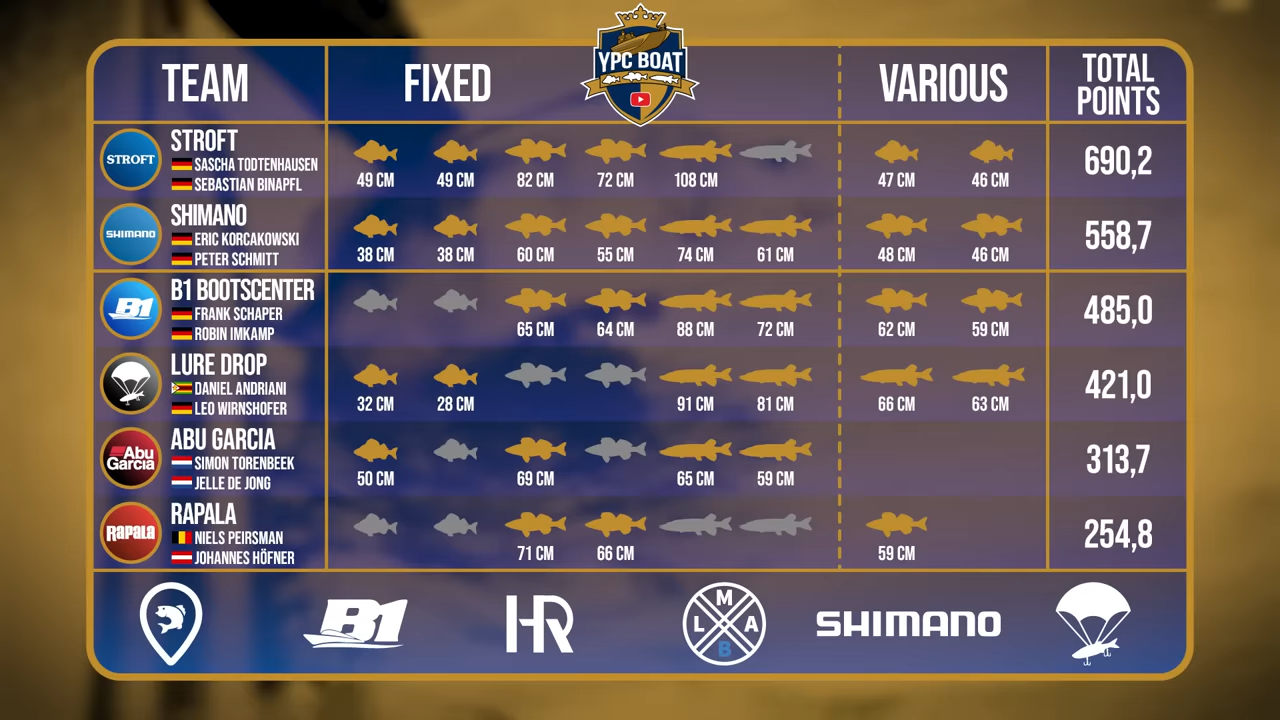 YPC BOAT
TEAM FIXED VARIOUS TOTAL POINTS
STROFT STROFT
SASCHA TODTENHAUSEN
SEBASTIAN BINAPFL
49 CM 49 CM 82 CM 72 CM 108 CM 47 CM 46 CM 690,2
SHIMANO SHIMANO
ERIC KORCAKOWSKI
PETER SCHMITT
38 CM 38 CM 60 CM 55 CM 74 CM 61 CM 48 CM 46 CM 558,7
B1 B1 BOOTSCENTER
FRANK SCHAPER
ROBIN IMKAMP
65 CM 64 CM 88 CM 72 CM 62 CM 59 CM 485,0
LURE DROP
DANIEL ANDRIANI
LEO WIRNSHOFER
32 CM 28 CM 91 CM 81 CM 66 CM 63 CM 421,0
Abu Garcia ABU GARCIA
SIMON TORENBEEK
JELLE DE JONG
50 CM 69 CM 65 CM 59 CM 313,7
RAPALA RAPALA
NIELS PEIRSMAN
JOHANNES HÖFNER
71 CM 66 CM 59 CM 254,8
B1 HR M L A B SHIMANO